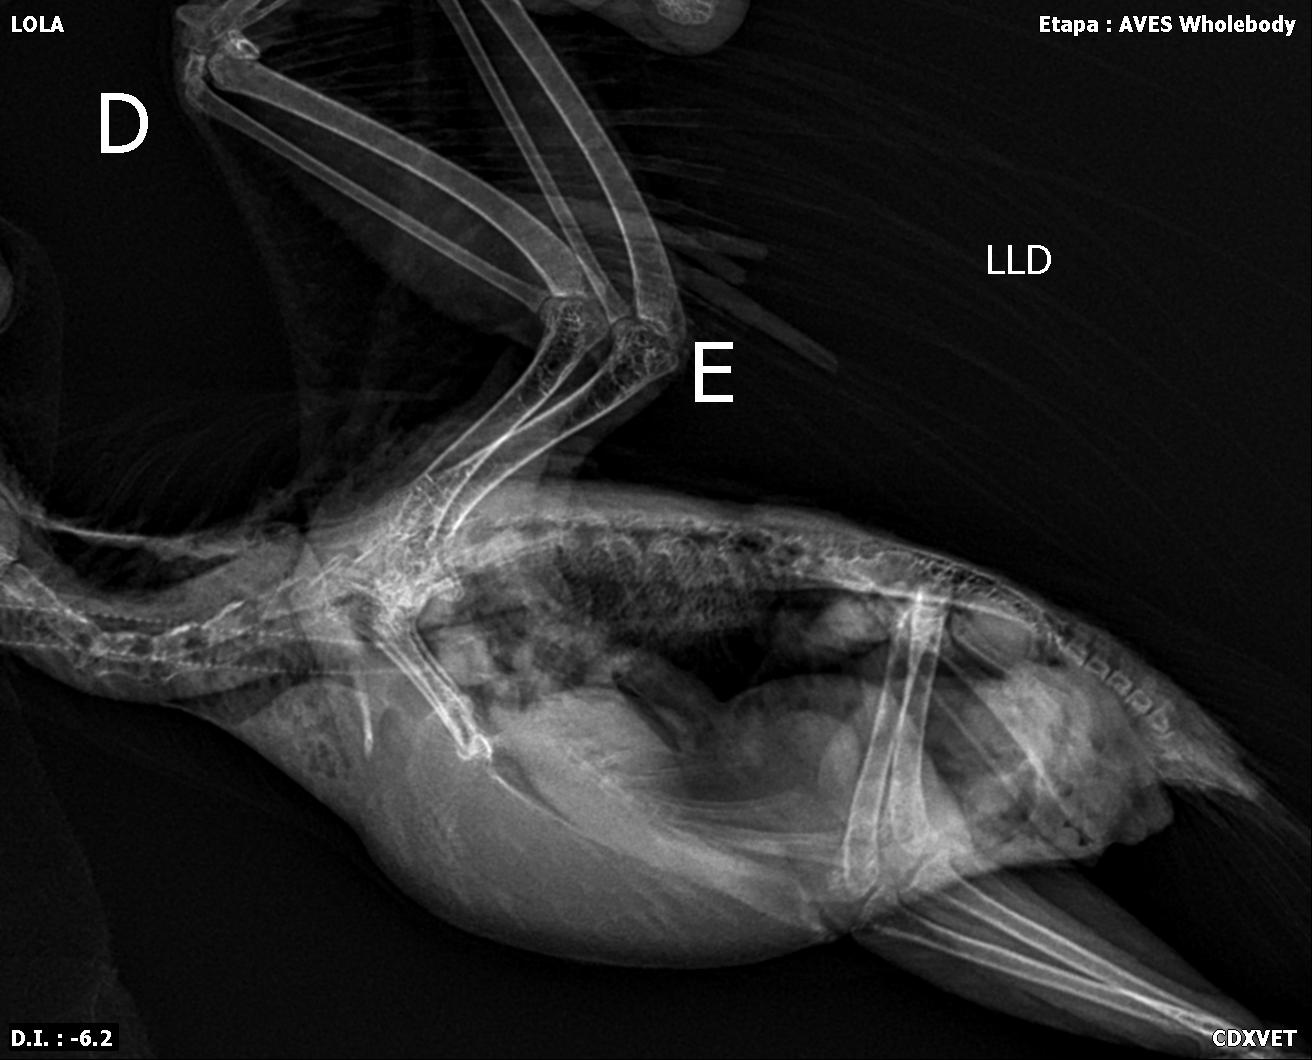 LOLA
Etapa : AVES Wholebody
D
LLD
E
D.I. : -6.2
CDXVET